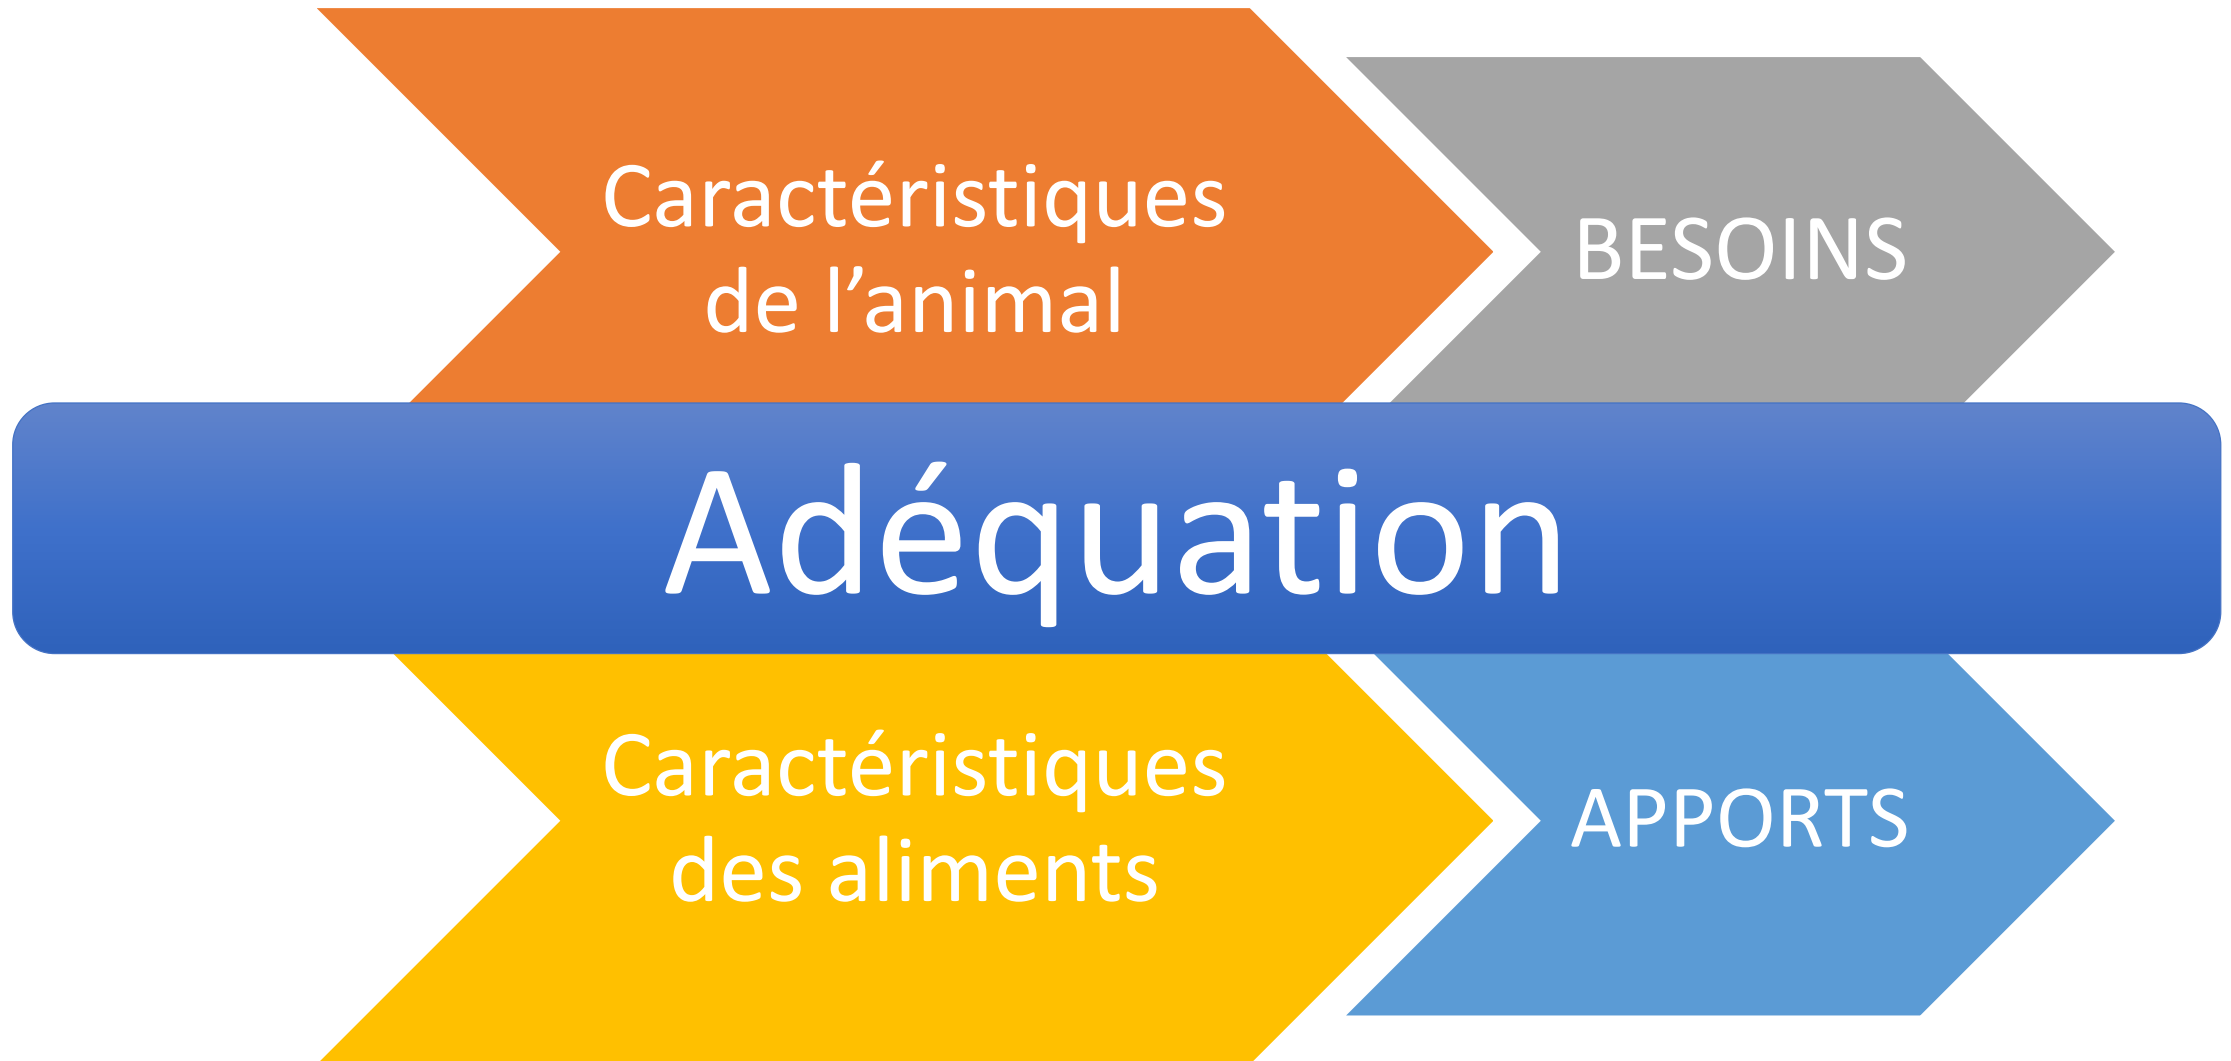 Caractéristiques
de l’animal
BESOINS
Adéquation
Caractéristiques
des aliments
APPORTS